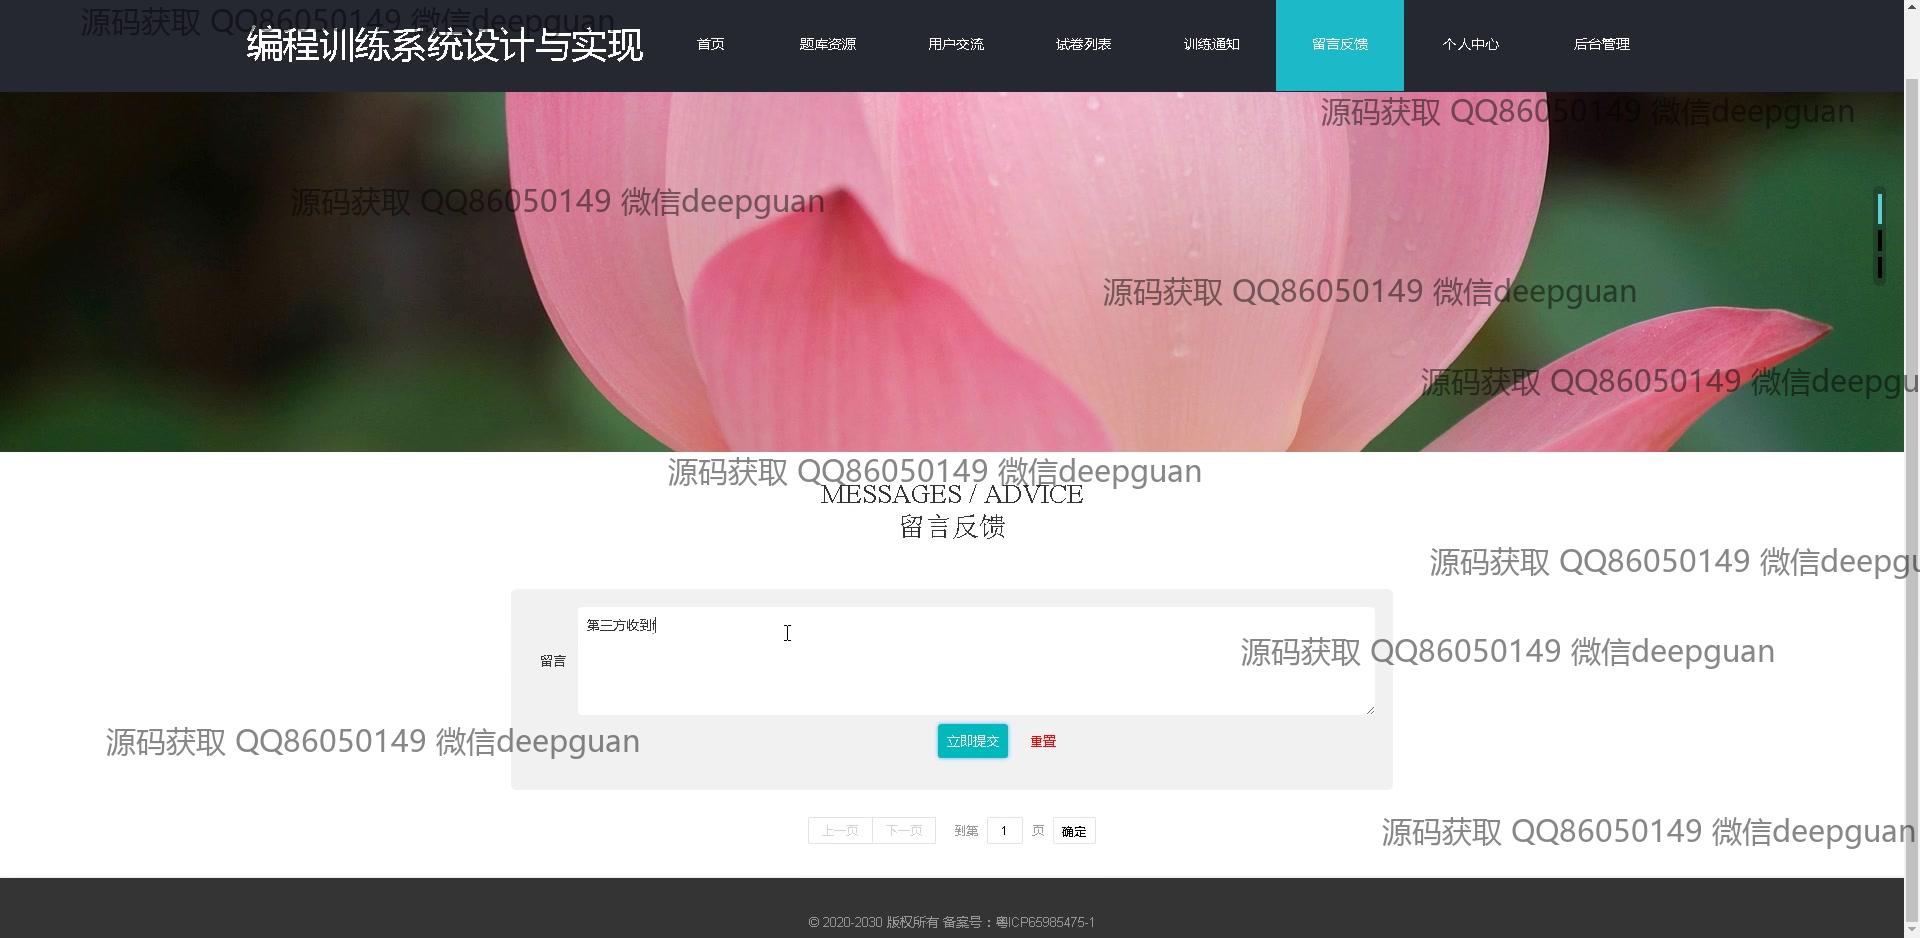 源码获取 QQ86050149 微信deepguan
编程训练系统设计与实现 首页 题库资源 用户交流 试卷列表 训练通知 留言反馈 个人中心 后台管理
源码获取 QQ86050149 微信deepguan
源码获取 QQ86050149 微信deepguan
源码获取 QQ86050149 微信deepguan
源码获取 QQ86050149 微信deepgu
源码获取 QQ86050149 微信deepguan
MESSAGES / ADVICE
留言反馈
源码获取 QQ86050149 微信deepgu
第三方收到
源码获取 QQ86050149 微信deepguan
留言
源码获取 QQ86050149 微信deepguan
立即提交 重置
上一页 下一页 到第 1 页 确定
源码获取 QQ86050149 微信deepguan
© 2020-2030 版权所有 备案号：粤ICP65985475-1